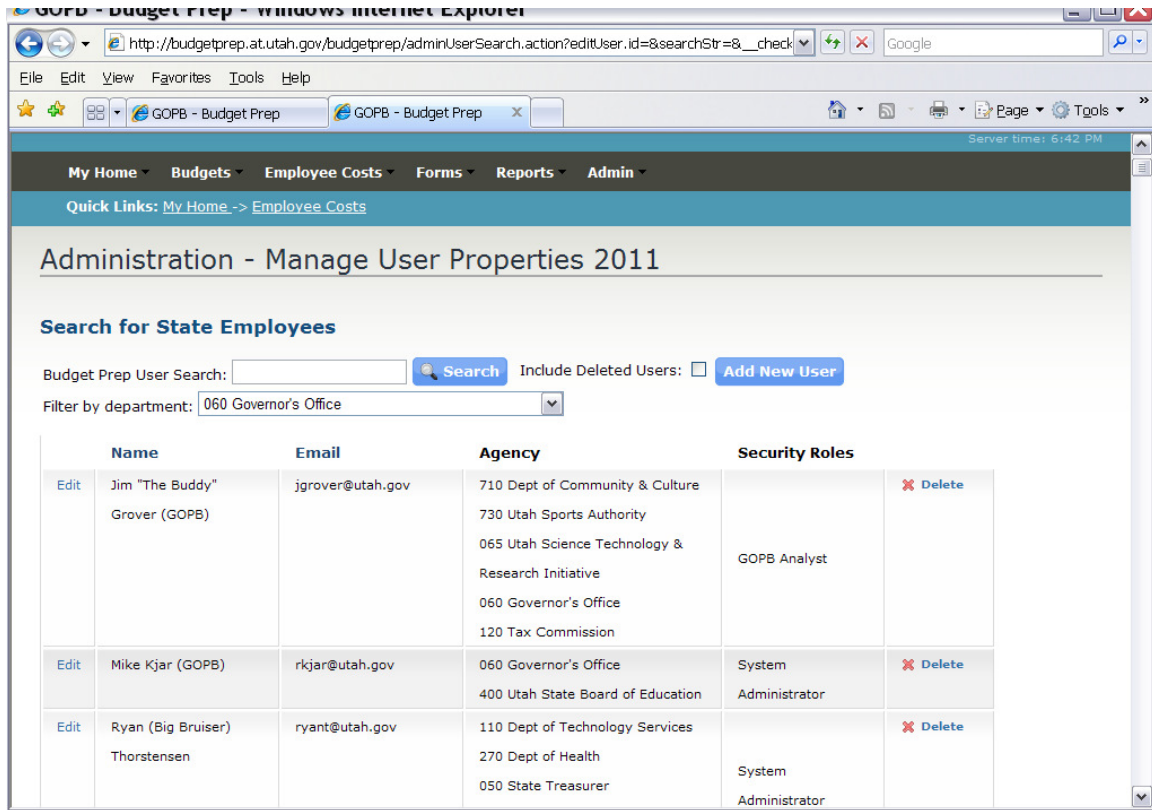 GOPB - Budget Prep - Windows Internet Explorer
http://budgetprep.at.utah.gov/budgetprep/adminUserSearch.action?editUser.id=&searchStr=&__check
Google
File Edit View Favorites Tools Help
GOPB - Budget Prep
GOPB - Budget Prep
X
Page
Tools
»
Server time: 6:42 PM
My Home Budgets Employee Costs Forms Reports Admin
Quick Links: My Home -> Employee Costs
Administration - Manage User Properties 2011
Search for State Employees
Budget Prep User Search: Search Include Deleted Users: Add New User
Filter by department: 060 Governor's Office
Name Email Agency Security Roles
Edit Jim "The Buddy" jgrover@utah.gov 710 Dept of Community & Culture Delete
Grover (GOPB) 730 Utah Sports Authority
065 Utah Science Technology &
GOPB Analyst
Research Initiative
060 Governor's Office
120 Tax Commission
Edit Mike Kjar (GOPB) rkjar@utah.gov 060 Governor's Office System Delete
400 Utah State Board of Education Administrator
Edit Ryan (Big Bruiser) ryant@utah.gov 110 Dept of Technology Services Delete
Thorstensen 270 Dept of Health
System
050 State Treasurer
Administrator